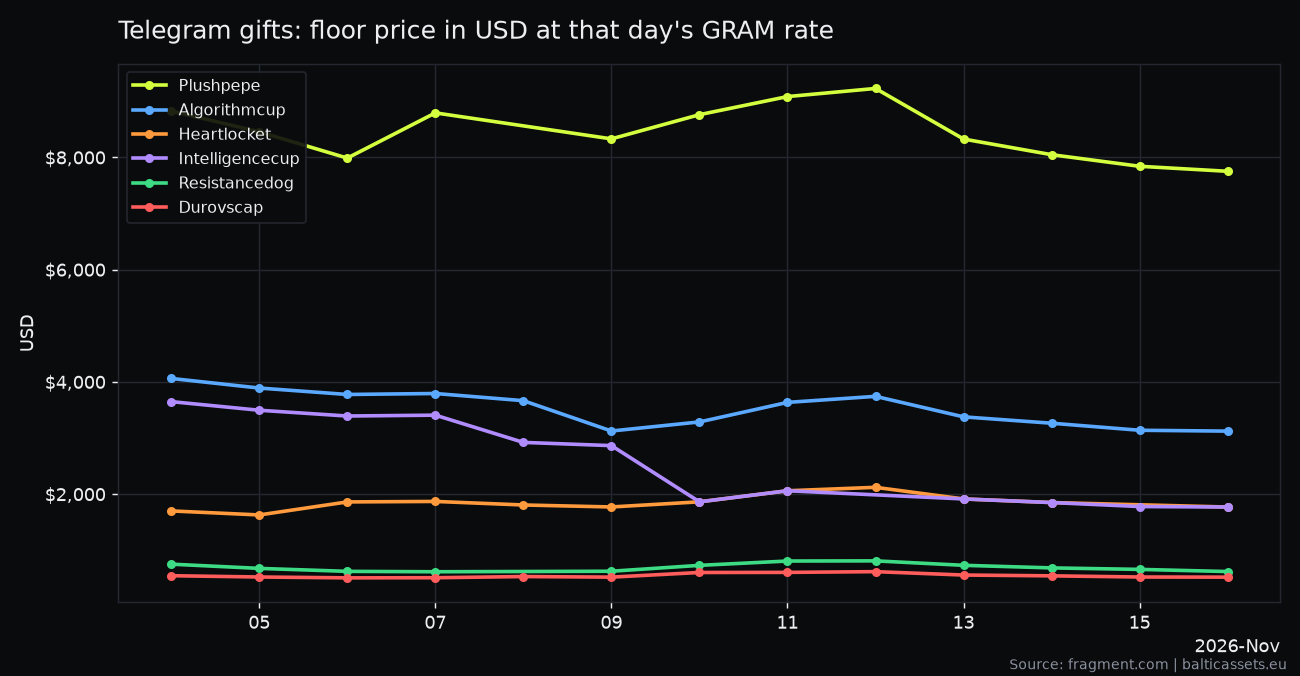 Telegram gifts: floor price in USD at that day's GRAM rate
Plushpepe
Algorithmcup
Heartlocket
Intelligencecup
Resistancedog
Durovscap
$8,000
$6,000
$4,000
$2,000
USD
05 07 09 11 13 15
2026-Nov
Source: fragment.com | balticassets.eu